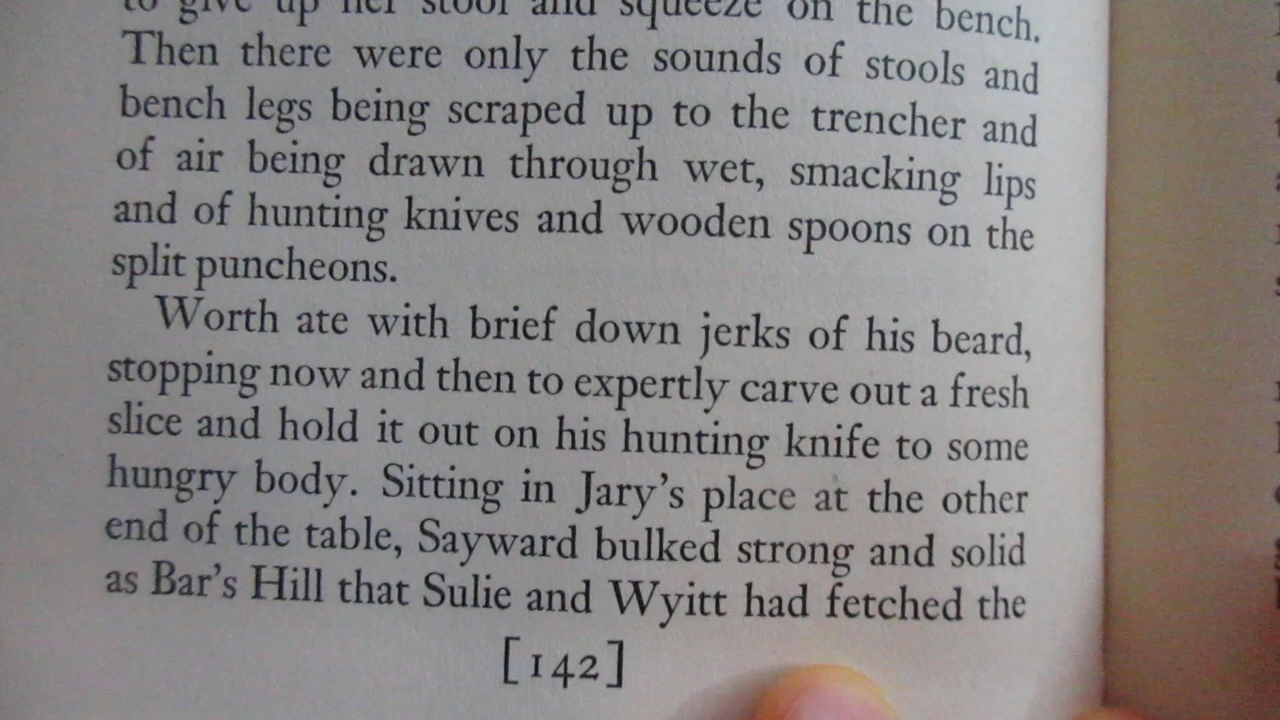 to give up her stool and squeeze on the bench.
Then there were only the sounds of stools and
bench legs being scraped up to the trencher and
of air being drawn through wet, smacking lips
and of hunting knives and wooden spoons on the
split puncheons.
Worth ate with brief down jerks of his beard,
stopping now and then to expertly carve out a fresh
slice and hold it out on his hunting knife to some
hungry body. Sitting in Jary's place at the other
end of the table, Sayward bulked strong and solid
as Bar's Hill that Sulie and Wyitt had fetched the
[142]